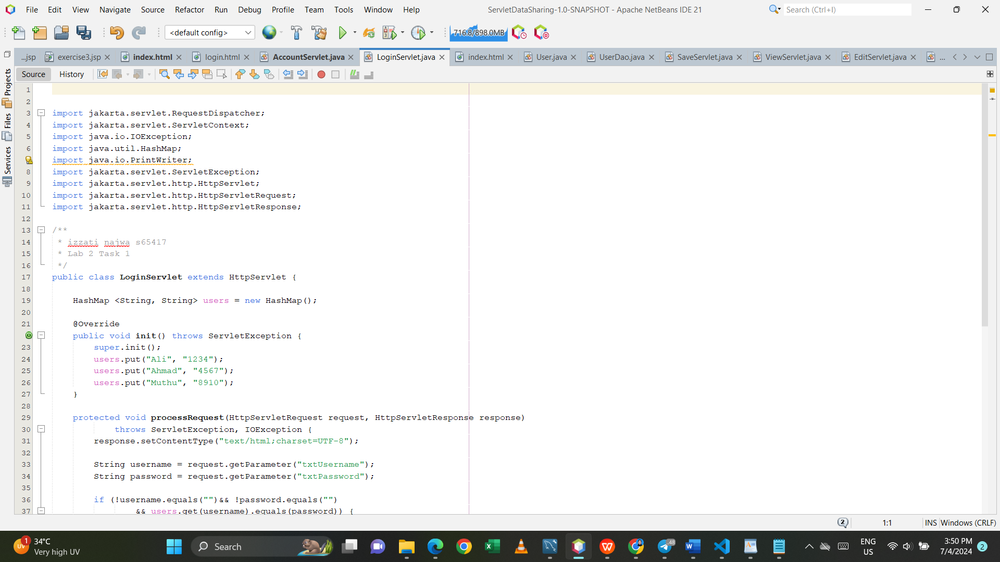 File Edit View Navigate Source Refactor Run Debug Profile Team Tools Window Help
ServletDataSharing-1.0-SNAPSHOT - Apache NetBeans IDE 21
Search (Ctrl+I)
<default config>
716.8/898.0MB
...jsp exercise3.jsp index.html login.html AccountServlet.java LoginServlet.java index.html User.java UserDao.java SaveServlet.java ViewServlet.java EditServlet.java ...
Source History
Projects
Files
Services
1
2
3 import jakarta.servlet.RequestDispatcher;
4 import jakarta.servlet.ServletContext;
5 import java.io.IOException;
6 import java.util.HashMap;
import java.io.PrintWriter;
8 import jakarta.servlet.ServletException;
9 import jakarta.servlet.http.HttpServlet;
10 import jakarta.servlet.http.HttpServletRequest;
11 import jakarta.servlet.http.HttpServletResponse;
12
13 /**
14 * izzati najwa s65417
15 * Lab 2 Task 1
16 */
17 public class LoginServlet extends HttpServlet {
18
19 HashMap <String, String> users = new HashMap();
20
21 @Override
public void init() throws ServletException {
23 super.init();
24 users.put("Ali", "1234");
25 users.put("Ahmad", "4567");
26 users.put("Muthu", "8910");
27 }
28
29 protected void processRequest(HttpServletRequest request, HttpServletResponse response)
30 throws ServletException, IOException {
31 response.setContentType("text/html;charset=UTF-8");
32
33 String username = request.getParameter("txtUsername");
34 String password = request.getParameter("txtPassword");
35
36 if (!username.equals("")&& !password.equals("")
37 && users.get(username).equals(password)) {
2 1:1 INS Windows (CRLF)
1 UV 34°C
Very high UV
Search
48
ENG
US
3:50 PM
7/4/2024
2